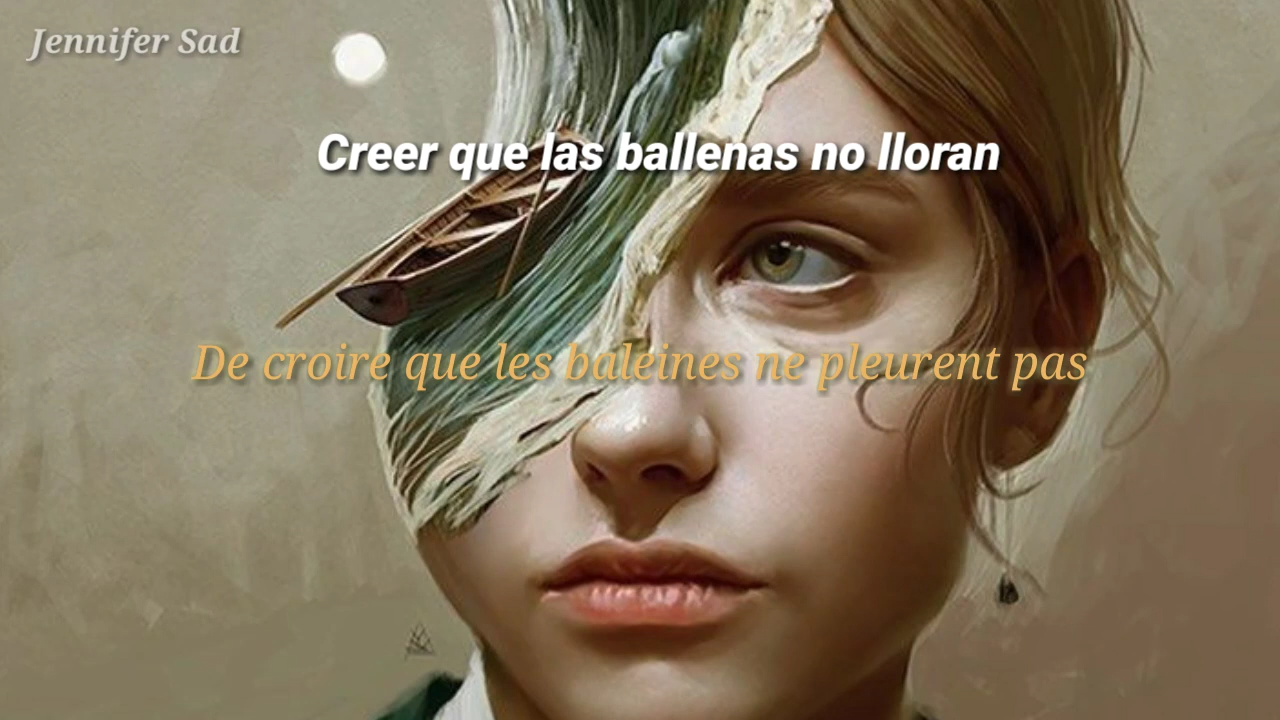 Jennifer Sad
Creer que las ballenas no lloran
De croire que les baleines ne pleurent pas